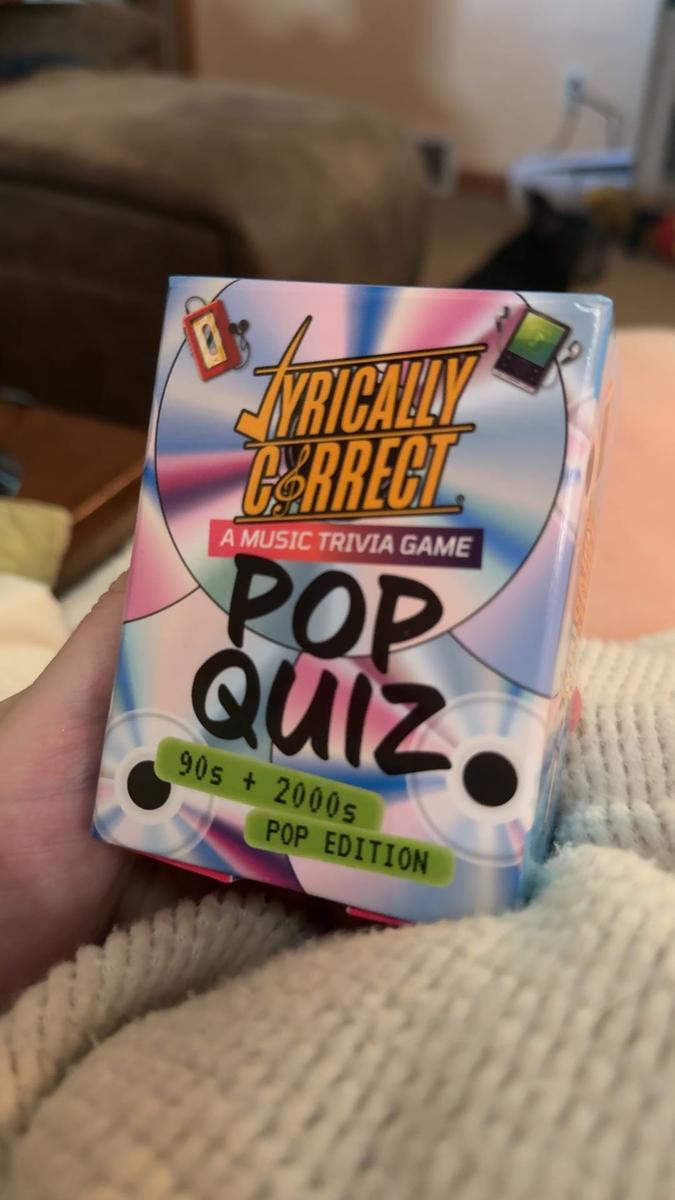 LYRICALLY
CORRECT
A MUSIC TRIVIA GAME
POP
QUIZ
90s + 2000s
POP EDITION